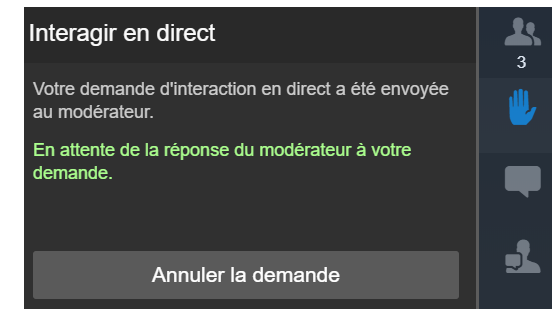 Interagir en direct
3
Votre demande d'interaction en direct a été envoyée
au modérateur.
En attente de la réponse du modérateur à votre
demande.
Annuler la demande